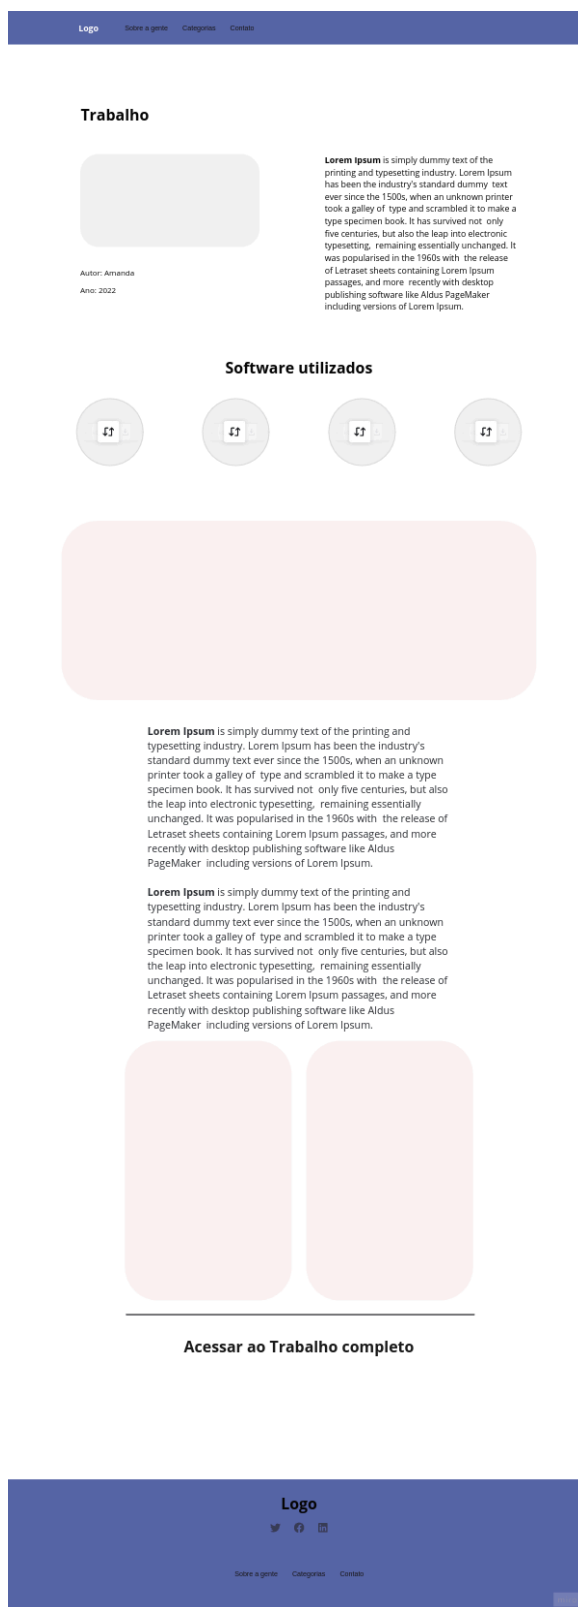 Logo Sobre a gente Categorias Contato
Trabalho
Lorem Ipsum is simply dummy text of the
printing and typesetting industry. Lorem Ipsum
has been the industry's standard dummy text
ever since the 1500s, when an unknown printer
took a galley of type and scrambled it to make a
type specimen book. It has survived not only
five centuries, but also the leap into electronic
typesetting, remaining essentially unchanged. It
was popularised in the 1960s with the release
of Letraset sheets containing Lorem Ipsum
passages, and more recently with desktop
publishing software like Aldus PageMaker
including versions of Lorem Ipsum.
Autor: Amanda
Ano: 2022
Software utilizados
Lorem Ipsum is simply dummy text of the printing and
typesetting industry. Lorem Ipsum has been the industry's
standard dummy text ever since the 1500s, when an unknown
printer took a galley of type and scrambled it to make a type
specimen book. It has survived not only five centuries, but also
the leap into electronic typesetting, remaining essentially
unchanged. It was popularised in the 1960s with the release of
Letraset sheets containing Lorem Ipsum passages, and more
recently with desktop publishing software like Aldus
PageMaker including versions of Lorem Ipsum.
Lorem Ipsum is simply dummy text of the printing and
typesetting industry. Lorem Ipsum has been the industry's
standard dummy text ever since the 1500s, when an unknown
printer took a galley of type and scrambled it to make a type
specimen book. It has survived not only five centuries, but also
the leap into electronic typesetting, remaining essentially
unchanged. It was popularised in the 1960s with the release of
Letraset sheets containing Lorem Ipsum passages, and more
recently with desktop publishing software like Aldus
PageMaker including versions of Lorem Ipsum.
Acessar ao Trabalho completo
Logo
Sobre a gente Categorias Contato